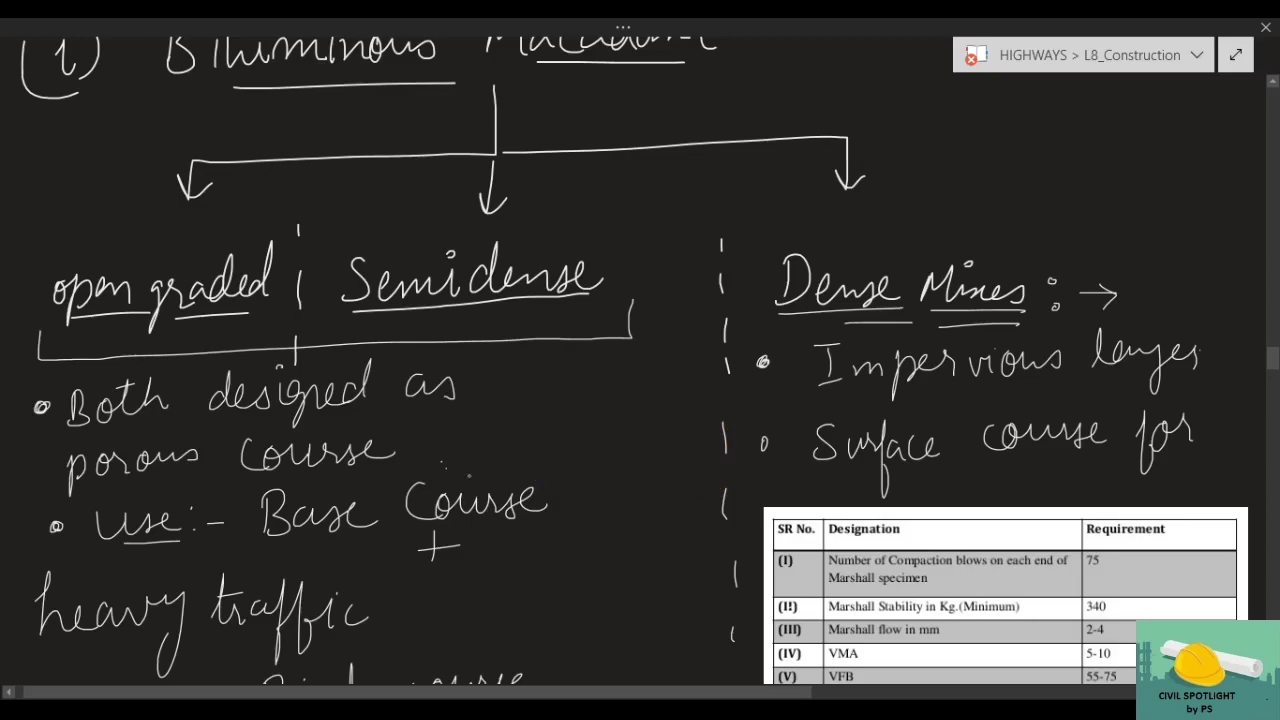 (1) Bituminous Macadam :-
HIGHWAYS > L8_Construction
open graded
Semidense
Dense Mixes : →
• Both designed as
porous course
• Use :- Base Course
+
heavy traffic
course
• Impervious layer
• Surface course for
SR No. Designation Requirement
(I) Number of Compaction blows on each end of 75
Marshall specimen
(II) Marshall Stability in Kg.(Minimum) 340
(III) Marshall flow in mm 2-4
(IV) VMA 5-10
(V) VFB 55-75
CIVIL SPOTLIGHT
by PS